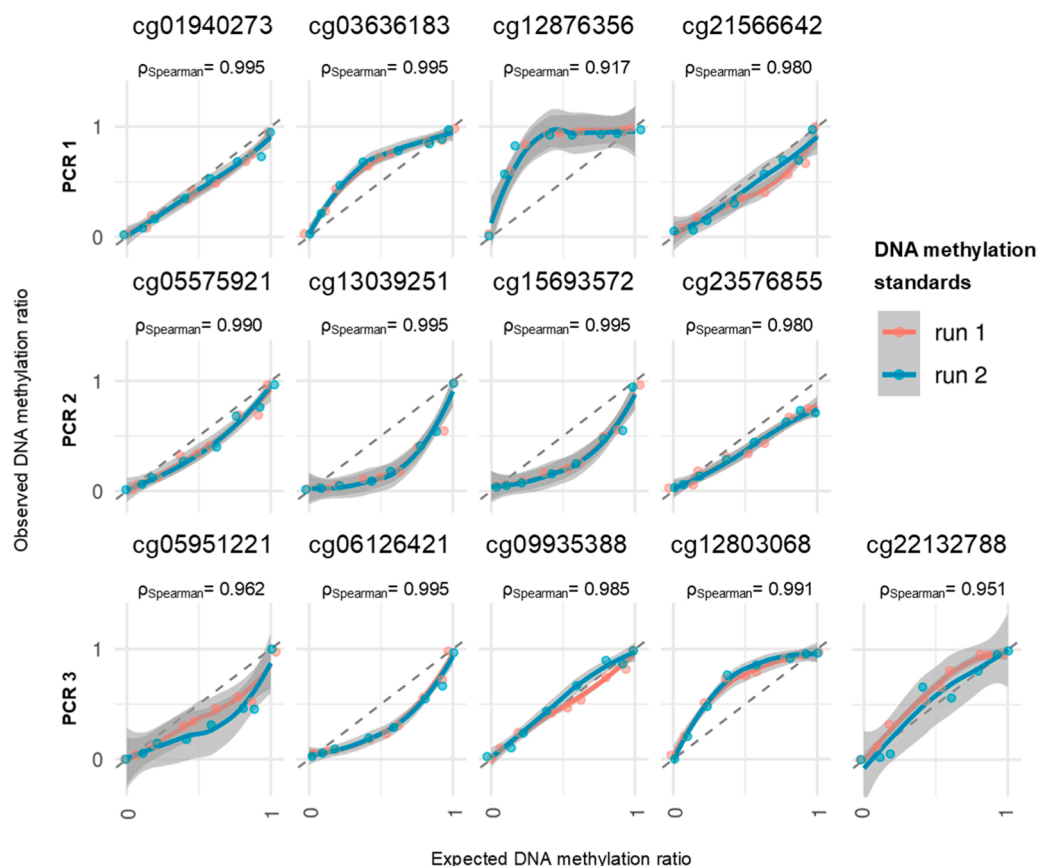 cg01940273 cg03636183 cg12876356 cg21566642
ρSpearman= 0.995 ρSpearman= 0.995 ρSpearman= 0.917 ρSpearman= 0.980
1
PCR 1
0
DNA methylation
standards
run 1
run 2
cg05575921 cg13039251 cg15693572 cg23576855
ρSpearman= 0.990 ρSpearman= 0.995 ρSpearman= 0.995 ρSpearman= 0.980
Observed DNA methylation ratio
1
PCR 2
0
cg05951221 cg06126421 cg09935388 cg12803068 cg22132788
ρSpearman= 0.962 ρSpearman= 0.995 ρSpearman= 0.985 ρSpearman= 0.991 ρSpearman= 0.951
1
PCR 3
0
0 1 0 1 0 1 0 1 0 1
Expected DNA methylation ratio